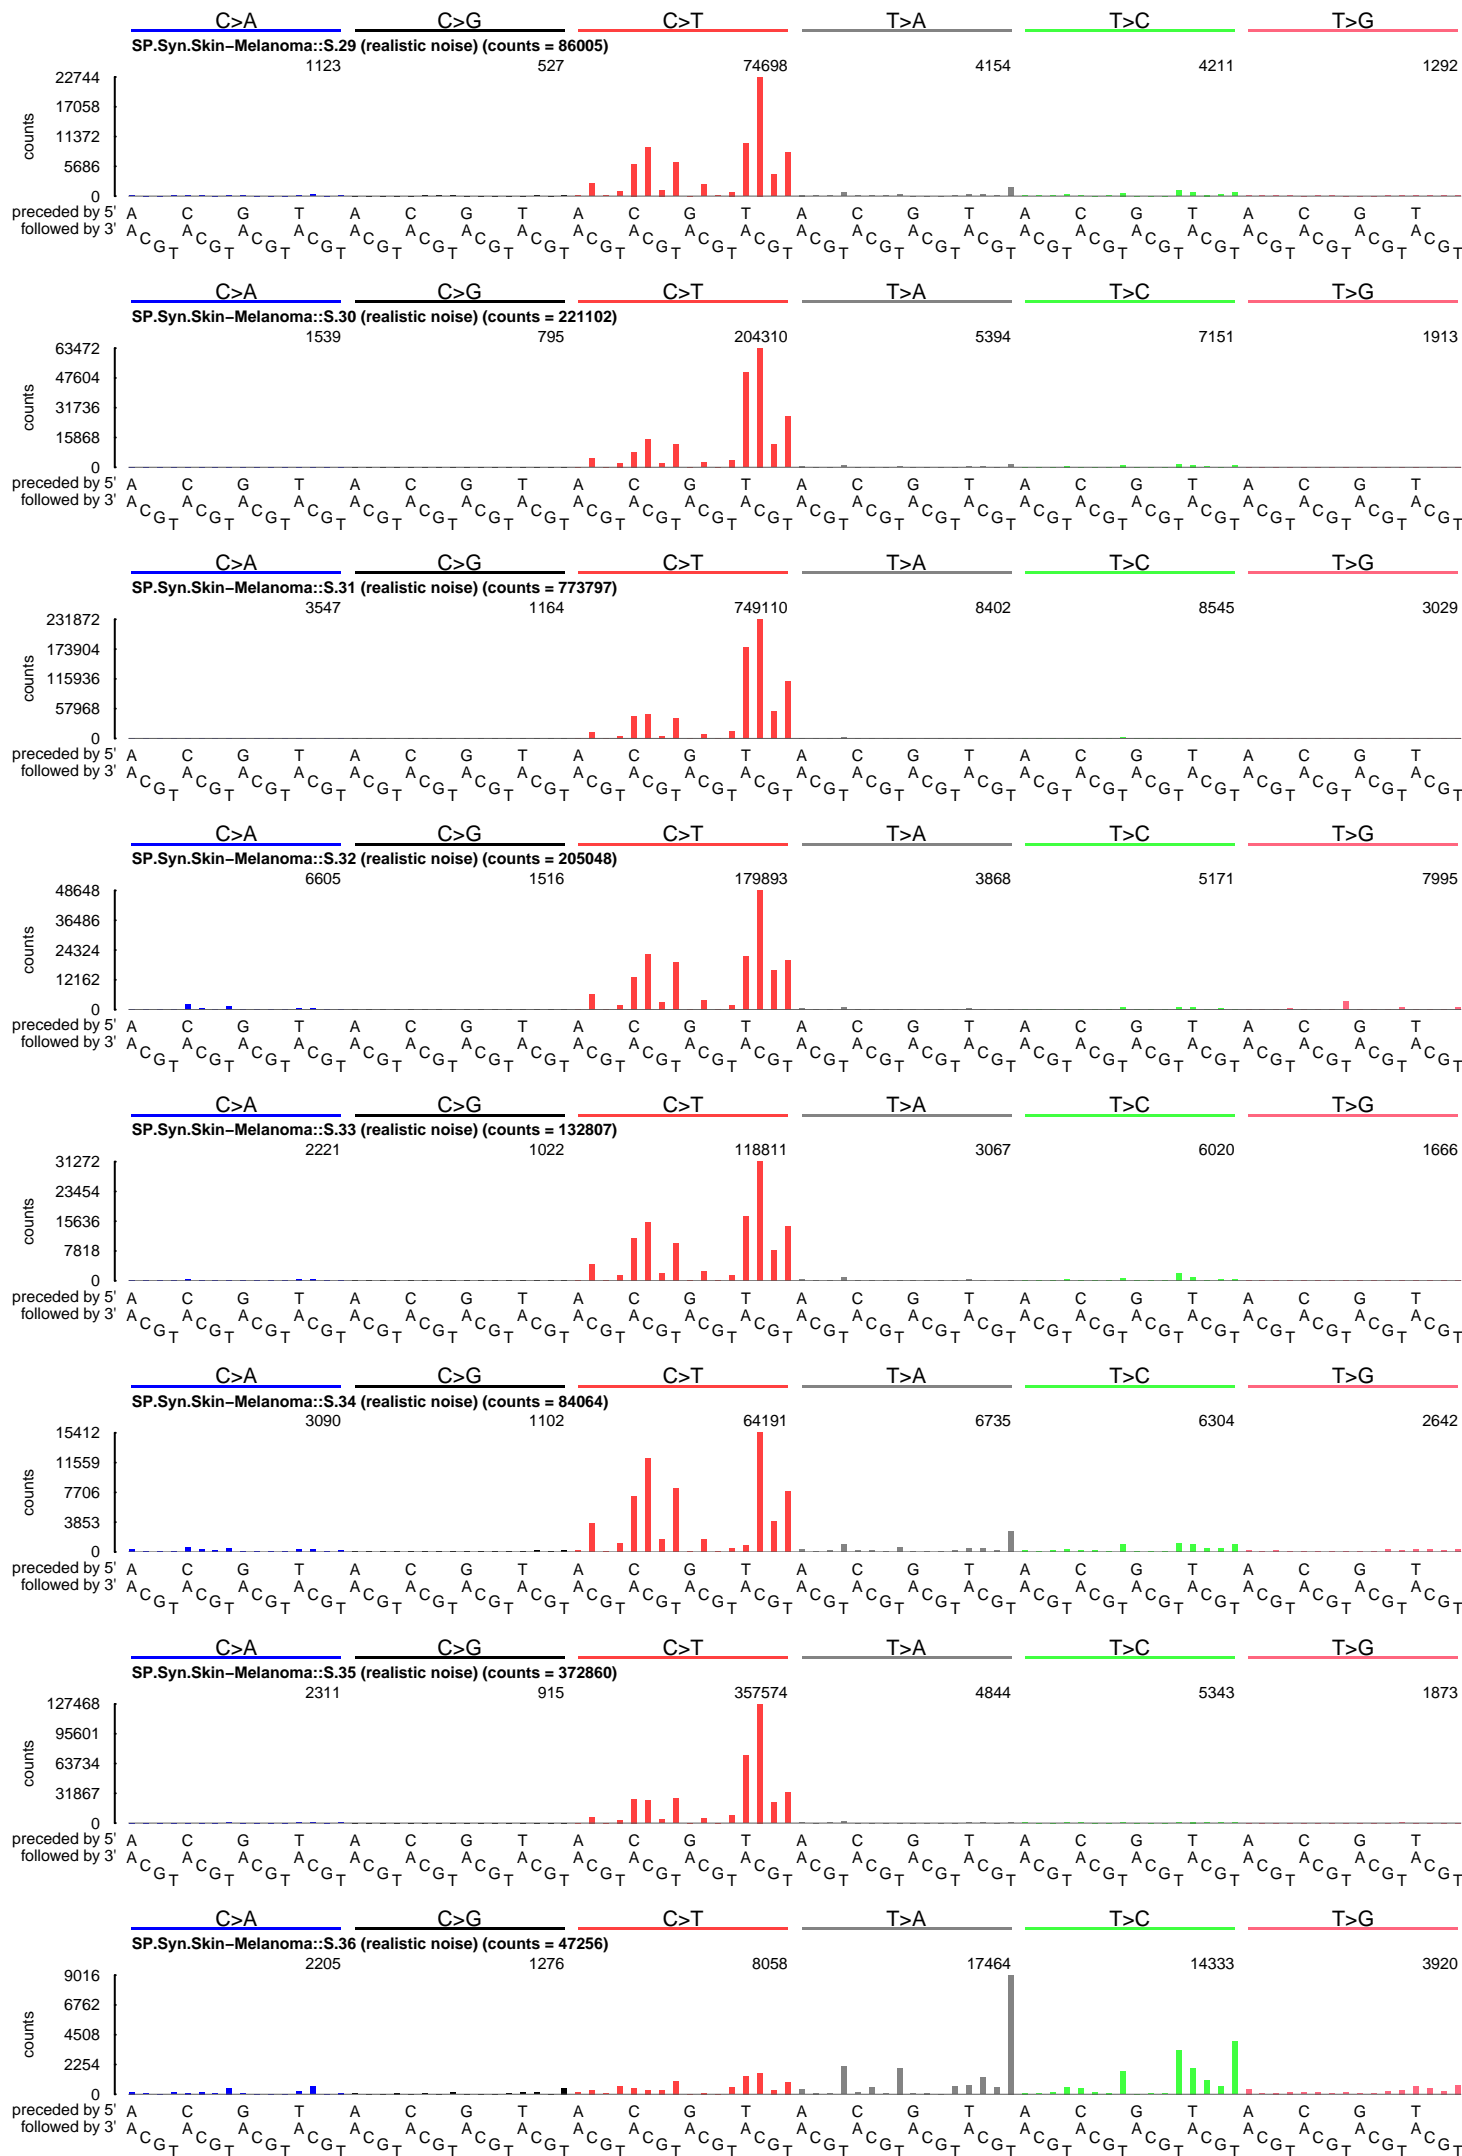 C>A C>G C>T T>A T>C T>G
SP.Syn.Skin−Melanoma::S.29 (realistic noise) (counts = 86005)
1123 527 74698 4154 4211 1292
22744
17058
11372
5686
0
counts
preceded by 5' A C G T A C G T A C G T A C G T A C G T A C G T
followed by 3' A C G T A C G T A C G T A C G T A C G T A C G T A C G T A C G T A C G T A C G T A C G T A C G T A C G T A C G T A C G T A C G T A C G T A C G T A C G T A C G T A C G T A C G T A C G T A C G T
C>A C>G C>T T>A T>C T>G
SP.Syn.Skin−Melanoma::S.30 (realistic noise) (counts = 221102)
1539 795 204310 5394 7151 1913
63472
47604
31736
15868
0
counts
preceded by 5' A C G T A C G T A C G T A C G T A C G T A C G T
followed by 3' A C G T A C G T A C G T A C G T A C G T A C G T A C G T A C G T A C G T A C G T A C G T A C G T A C G T A C G T A C G T A C G T A C G T A C G T A C G T A C G T A C G T A C G T A C G T A C G T
C>A C>G C>T T>A T>C T>G
SP.Syn.Skin−Melanoma::S.31 (realistic noise) (counts = 773797)
3547 1164 749110 8402 8545 3029
231872
173904
115936
57968
0
counts
preceded by 5' A C G T A C G T A C G T A C G T A C G T A C G T
followed by 3' A C G T A C G T A C G T A C G T A C G T A C G T A C G T A C G T A C G T A C G T A C G T A C G T A C G T A C G T A C G T A C G T A C G T A C G T A C G T A C G T A C G T A C G T A C G T A C G T
C>A C>G C>T T>A T>C T>G
SP.Syn.Skin−Melanoma::S.32 (realistic noise) (counts = 205048)
6605 1516 179893 3868 5171 7995
48648
36486
24324
12162
0
counts
preceded by 5' A C G T A C G T A C G T A C G T A C G T A C G T
followed by 3' A C G T A C G T A C G T A C G T A C G T A C G T A C G T A C G T A C G T A C G T A C G T A C G T A C G T A C G T A C G T A C G T A C G T A C G T A C G T A C G T A C G T A C G T A C G T A C G T
C>A C>G C>T T>A T>C T>G
SP.Syn.Skin−Melanoma::S.33 (realistic noise) (counts = 132807)
2221 1022 118811 3067 6020 1666
31272
23454
15636
7818
0
counts
preceded by 5' A C G T A C G T A C G T A C G T A C G T A C G T
followed by 3' A C G T A C G T A C G T A C G T A C G T A C G T A C G T A C G T A C G T A C G T A C G T A C G T A C G T A C G T A C G T A C G T A C G T A C G T A C G T A C G T A C G T A C G T A C G T A C G T
C>A C>G C>T T>A T>C T>G
SP.Syn.Skin−Melanoma::S.34 (realistic noise) (counts = 84064)
3090 1102 64191 6735 6304 2642
15412
11559
7706
3853
0
counts
preceded by 5' A C G T A C G T A C G T A C G T A C G T A C G T
followed by 3' A C G T A C G T A C G T A C G T A C G T A C G T A C G T A C G T A C G T A C G T A C G T A C G T A C G T A C G T A C G T A C G T A C G T A C G T A C G T A C G T A C G T A C G T A C G T A C G T
C>A C>G C>T T>A T>C T>G
SP.Syn.Skin−Melanoma::S.35 (realistic noise) (counts = 372860)
2311 915 357574 4844 5343 1873
127468
95601
63734
31867
0
counts
preceded by 5' A C G T A C G T A C G T A C G T A C G T A C G T
followed by 3' A C G T A C G T A C G T A C G T A C G T A C G T A C G T A C G T A C G T A C G T A C G T A C G T A C G T A C G T A C G T A C G T A C G T A C G T A C G T A C G T A C G T A C G T A C G T A C G T
C>A C>G C>T T>A T>C T>G
SP.Syn.Skin−Melanoma::S.36 (realistic noise) (counts = 47256)
2205 1276 8058 17464 14333 3920
9016
6762
4508
2254
0
counts
preceded by 5' A C G T A C G T A C G T A C G T A C G T A C G T
followed by 3' A C G T A C G T A C G T A C G T A C G T A C G T A C G T A C G T A C G T A C G T A C G T A C G T A C G T A C G T A C G T A C G T A C G T A C G T A C G T A C G T A C G T A C G T A C G T A C G T